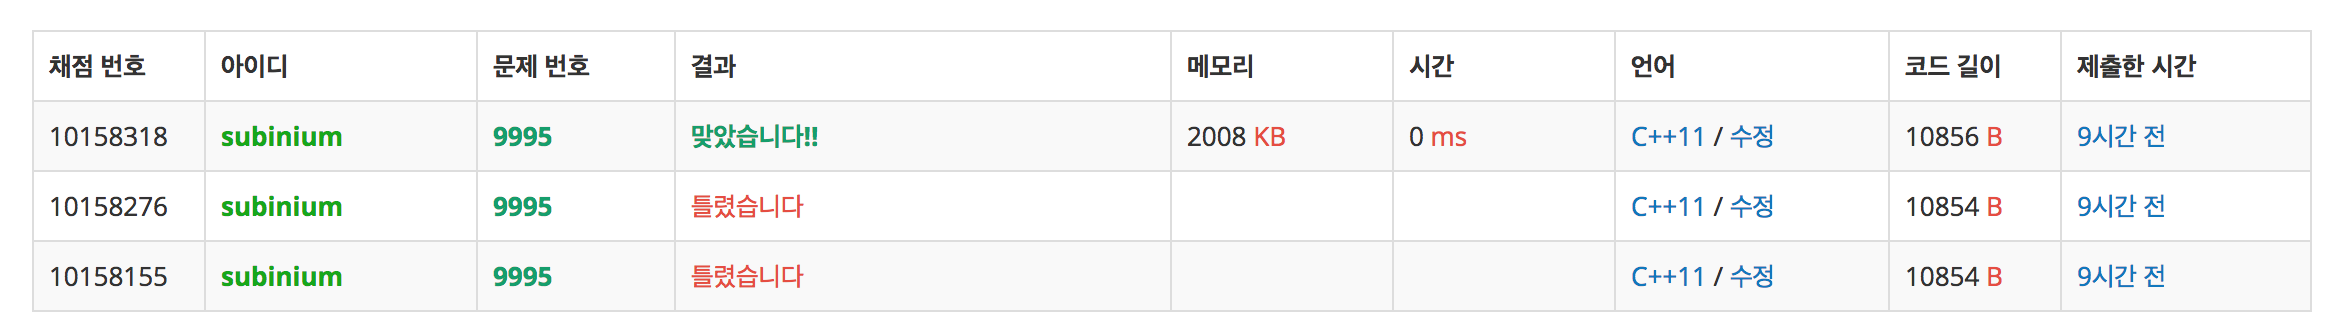 채점 번호 아이디 문제 번호 결과 메모리 시간 언어 코드 길이 제출한 시간
10158318 subinium 9995 맞았습니다!! 2008 KB 0 ms C++11 / 수정 10856 B 9시간 전
10158276 subinium 9995 틀렸습니다 C++11 / 수정 10854 B 9시간 전
10158155 subinium 9995 틀렸습니다 C++11 / 수정 10854 B 9시간 전